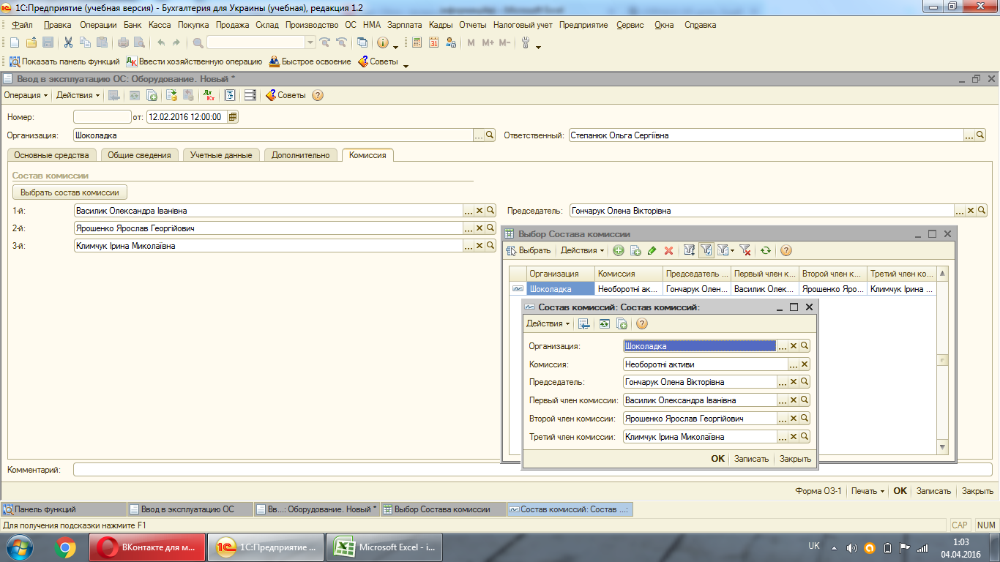 1С:Предприятие (учебная версия) - Бухгалтерия для Украины (учебная), редакция 1.2
Файл Правка Операции Банк Касса Покупка Продажа Склад Производство ОС НМА Зарплата Кадры Отчеты Налоговый учет Предприятие Сервис Окна Справка
M M+ M−
Показать панель функций Ввести хозяйственную операцию Быстрое освоение Советы
Ввод в эксплуатацию ОС: Оборудование. Новый *
Операция Действия Дт Кт Советы
Номер: от: 12.02.2016 12:00:00
Организация: Шоколадка ... Ответственный: Степанюк Ольга Сергіївна ...
Основные средства Общие сведения Учетные данные Дополнительно Комиссия
Состав комиссии
Выбрать состав комиссии
1-й: Василик Олександра Іванівна ... Председатель: Гончарук Олена Вікторівна ...
2-й: Ярошенко Ярослав Георгійович ...
3-й: Климчук Ірина Миколаївна ...
Выбор Состава комиссии
Выбрать Действия
Организация Комиссия Председатель ... Первый член к... Второй член к... Третий член ко...
Шоколадка Необоротні ак... Гончарук Олен... Василик Олек... Ярошенко Яро... Климчук Ірина ...
Состав комиссий: Состав комиссий:
Действия
Организация: Шоколадка ...
Комиссия: Необоротні активи ...
Председатель: Гончарук Олена Вікторівна ...
Первый член комиссии: Василик Олександра Іванівна ...
Второй член комиссии: Ярошенко Ярослав Георгійович ...
Третий член комиссии: Климчук Ірина Миколаївна ...
OK Записать Закрыть
Комментарий:
Форма ОЗ-1 Печать OK Записать Закрыть
Панель функций Ввод в эксплуатацию ОС Вв...: Оборудование. Новый * Выбор Состава комиссии Состав комиссий: Состав ...:
Для получения подсказки нажмите F1 CAP NUM
ВКонтакте для м... 1С:Предприятие ... Microsoft Excel - i... UK 1:03
04.04.2016